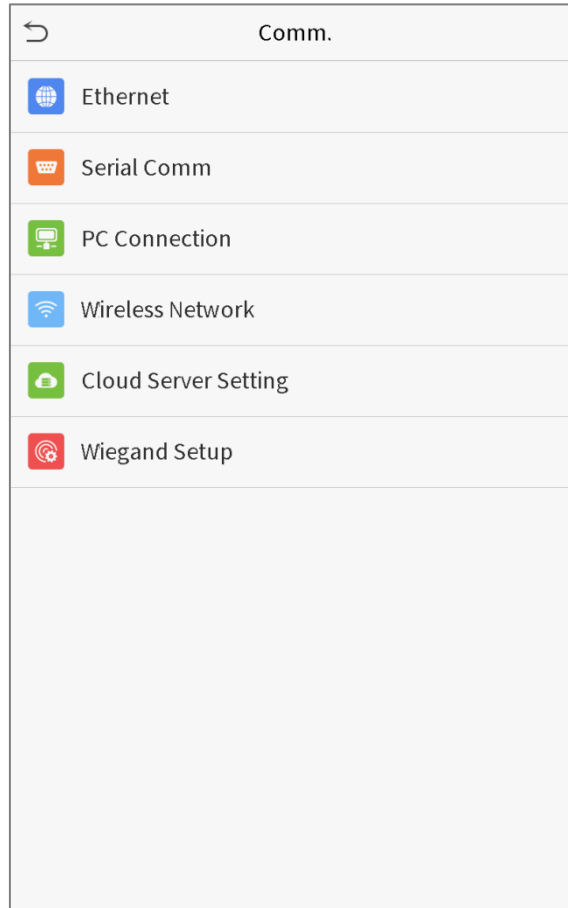 Comm.
Ethernet
Serial Comm
PC Connection
Wireless Network
Cloud Server Setting
Wiegand Setup